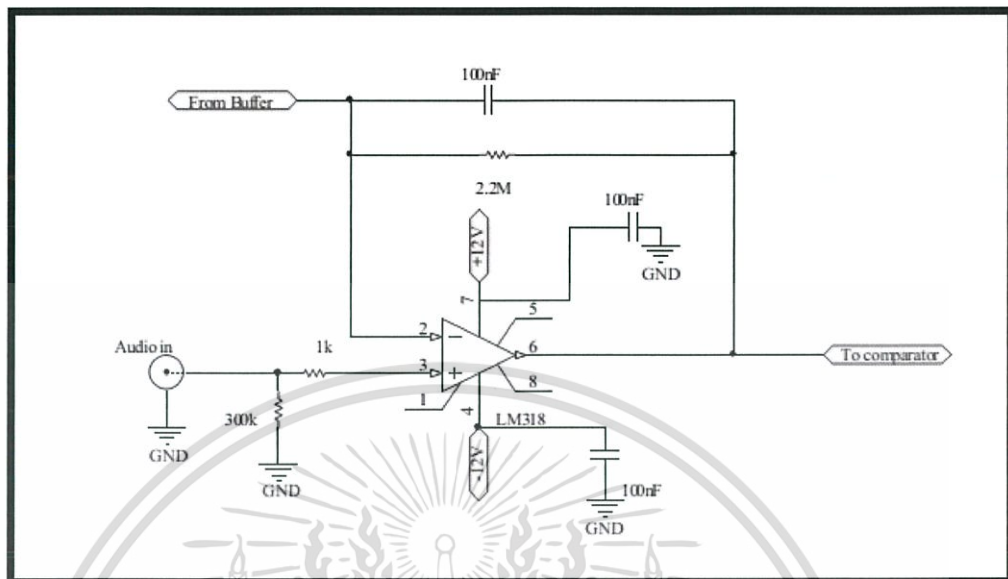 100nF
From Buffer
2.2M
100nF
+12V
GND
7
5
2
Audio in
1k
6
To comparator
3
8
1
4
LM318
300k
GND
-12V
GND
100nF
GND